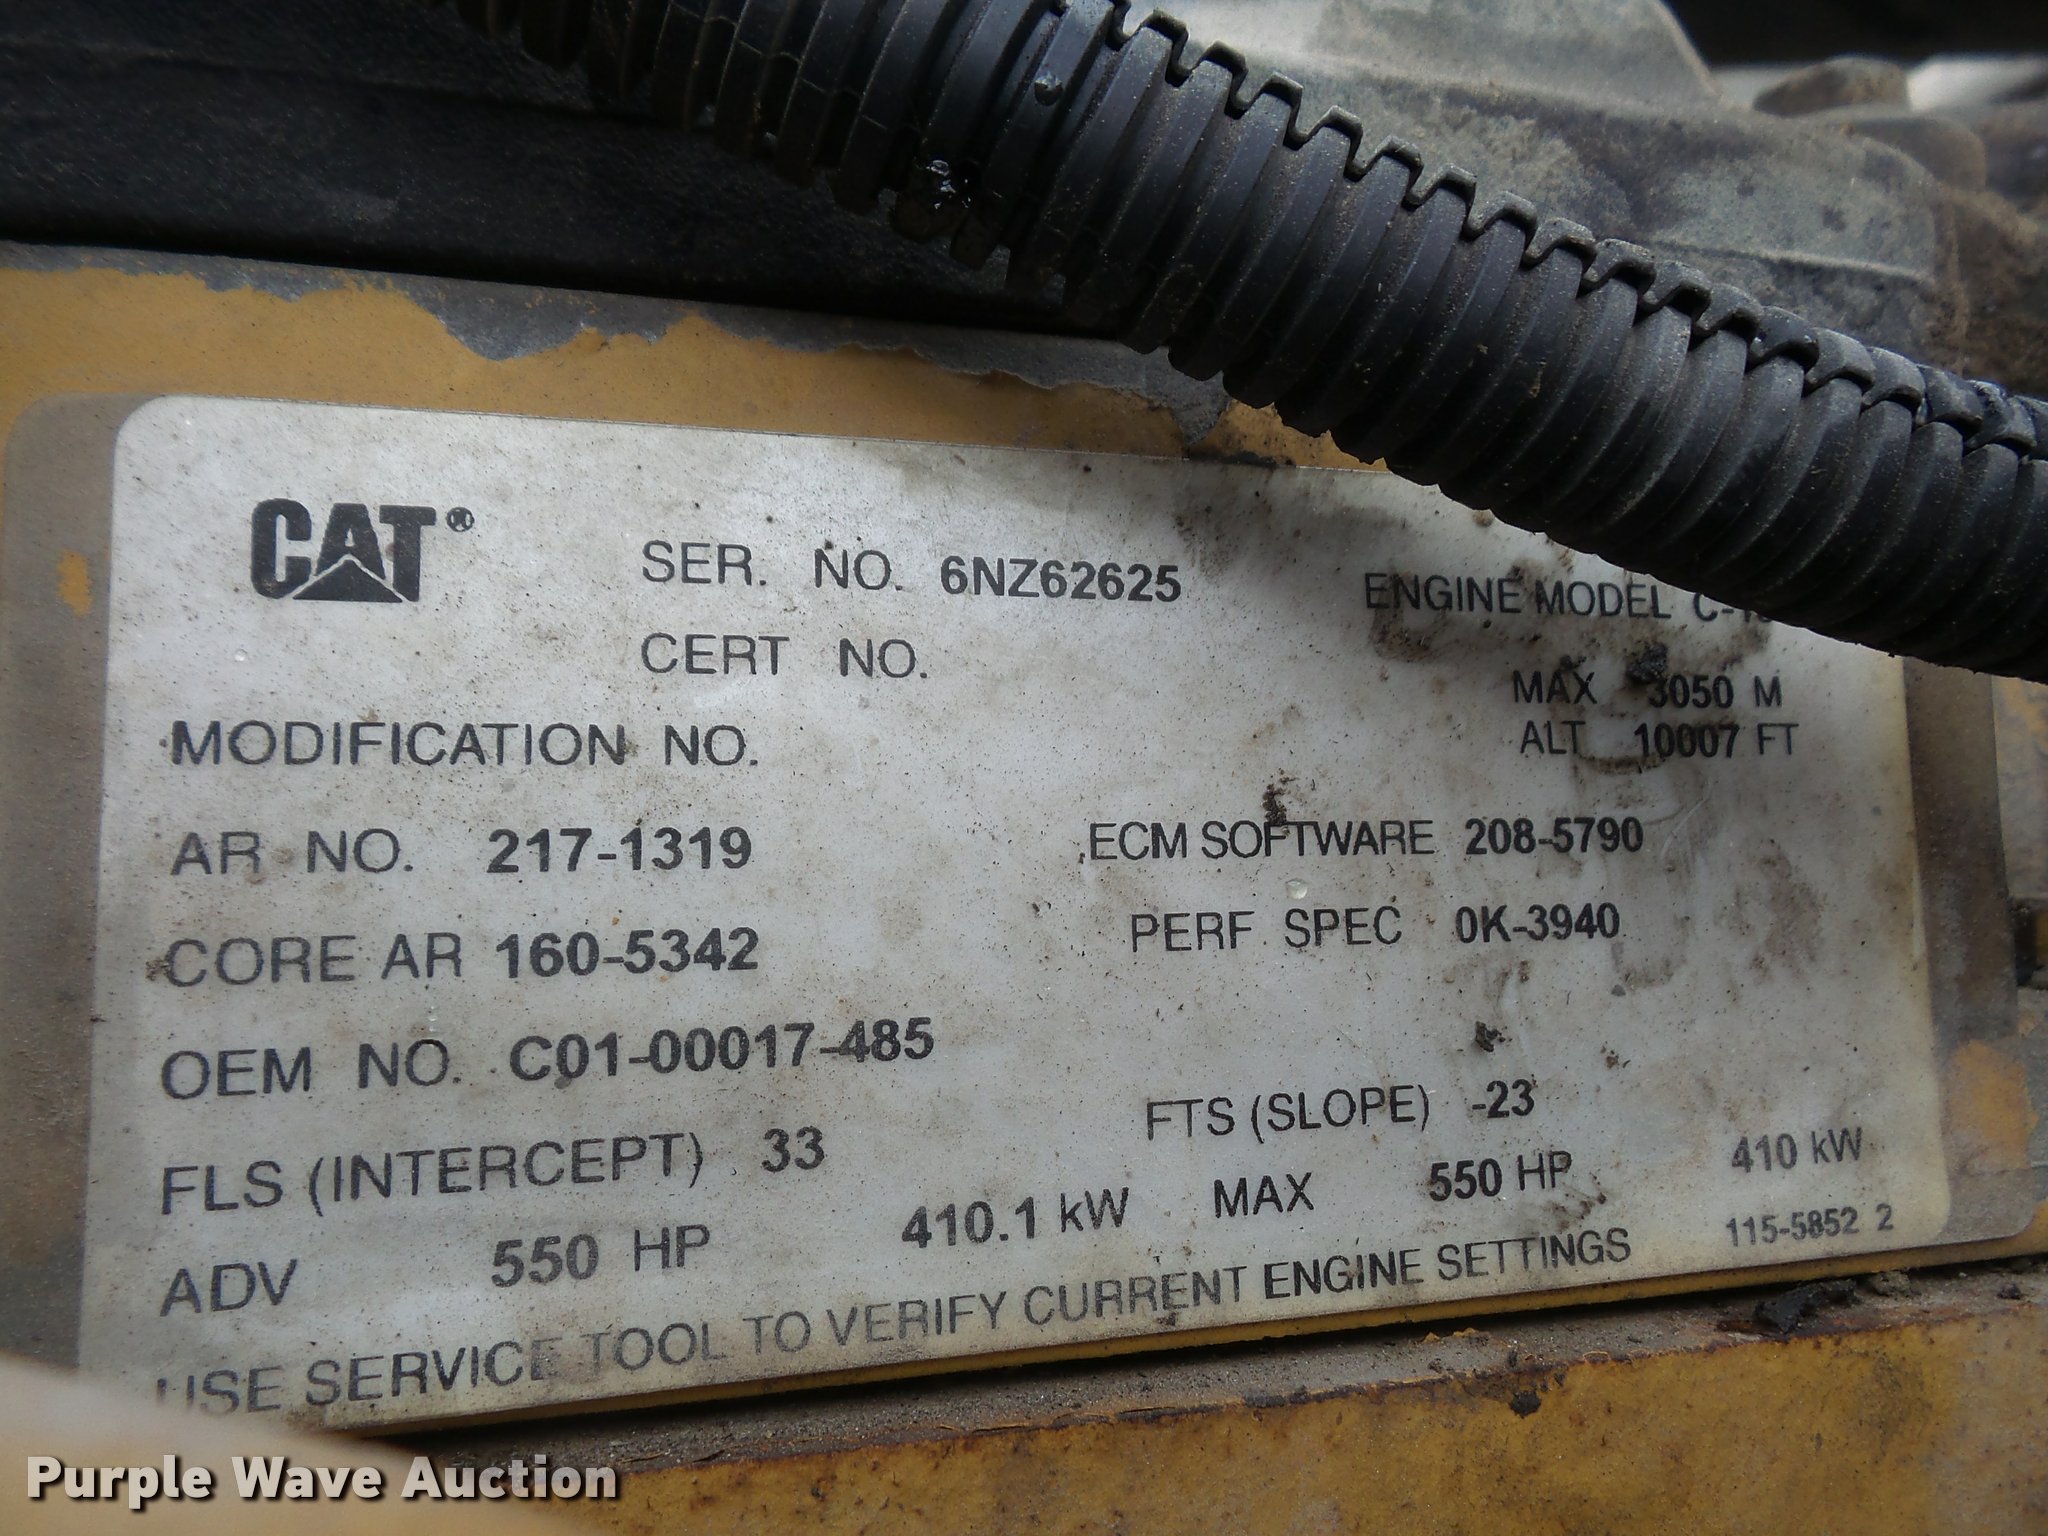 CAT®
SER. NO. 6NZ62625
ENGINE MODEL
CERT NO.
MAX 3050 M
MODIFICATION NO.
ALT 10007 FT
AR NO. 217-1319
ECM SOFTWARE 208-5790
CORE AR 160-5342
PERF SPEC 0K-3940
OEM NO. C01-00017-485
FLS (INTERCEPT) 33
FTS (SLOPE) -23
ADV 550 HP 410.1 kW MAX 550 HP 410 kW
USE SERVICE TOOL TO VERIFY CURRENT ENGINE SETTINGS
115-5852 2
Purple Wave Auction